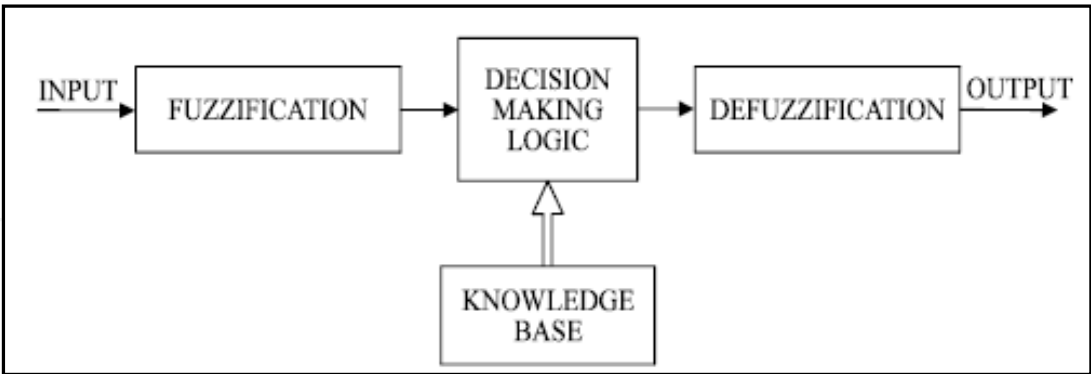 INPUT
FUZZIFICATION
DECISION
MAKING
LOGIC
DEFUZZIFICATION
OUTPUT
KNOWLEDGE
BASE